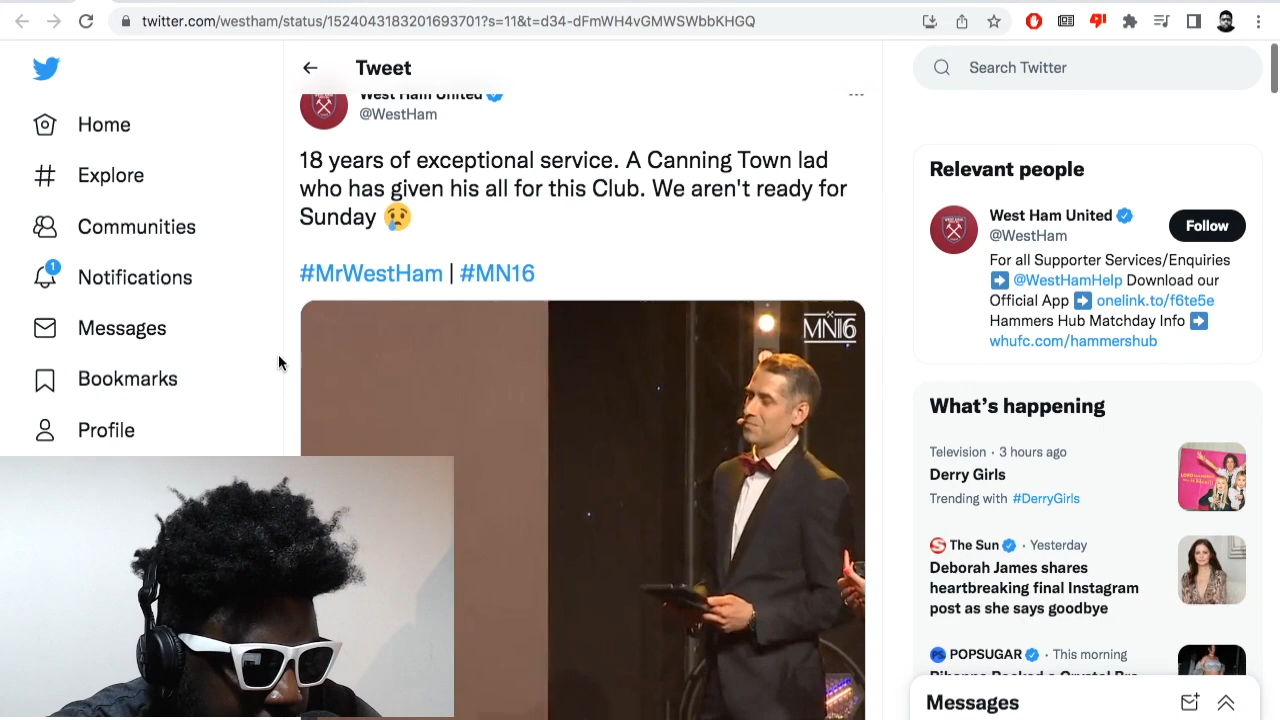 twitter.com/westham/status/1524043183201693701?s=11&t=d34-dFmWH4vGMWSWbbKHGQ
Home
Explore
Communities
1
Notifications
Messages
Bookmarks
Profile
Tweet
West Ham United
@WestHam
18 years of exceptional service. A Canning Town lad
who has given his all for this Club. We aren't ready for
Sunday 😢
#MrWestHam | #MN16
MN16
Search Twitter
Relevant people
West Ham United
@WestHam
Follow
For all Supporter Services/Enquiries
➡️ @WestHamHelp Download our
Official App ➡️ onelink.to/f6te5e
Hammers Hub Matchday Info ➡️
whufc.com/hammershub
What's happening
Television · 3 hours ago
Derry Girls
Trending with #DerryGirls
The Sun · Yesterday
Deborah James shares
heartbreaking final Instagram
post as she says goodbye
POPSUGAR · This morning
Messages